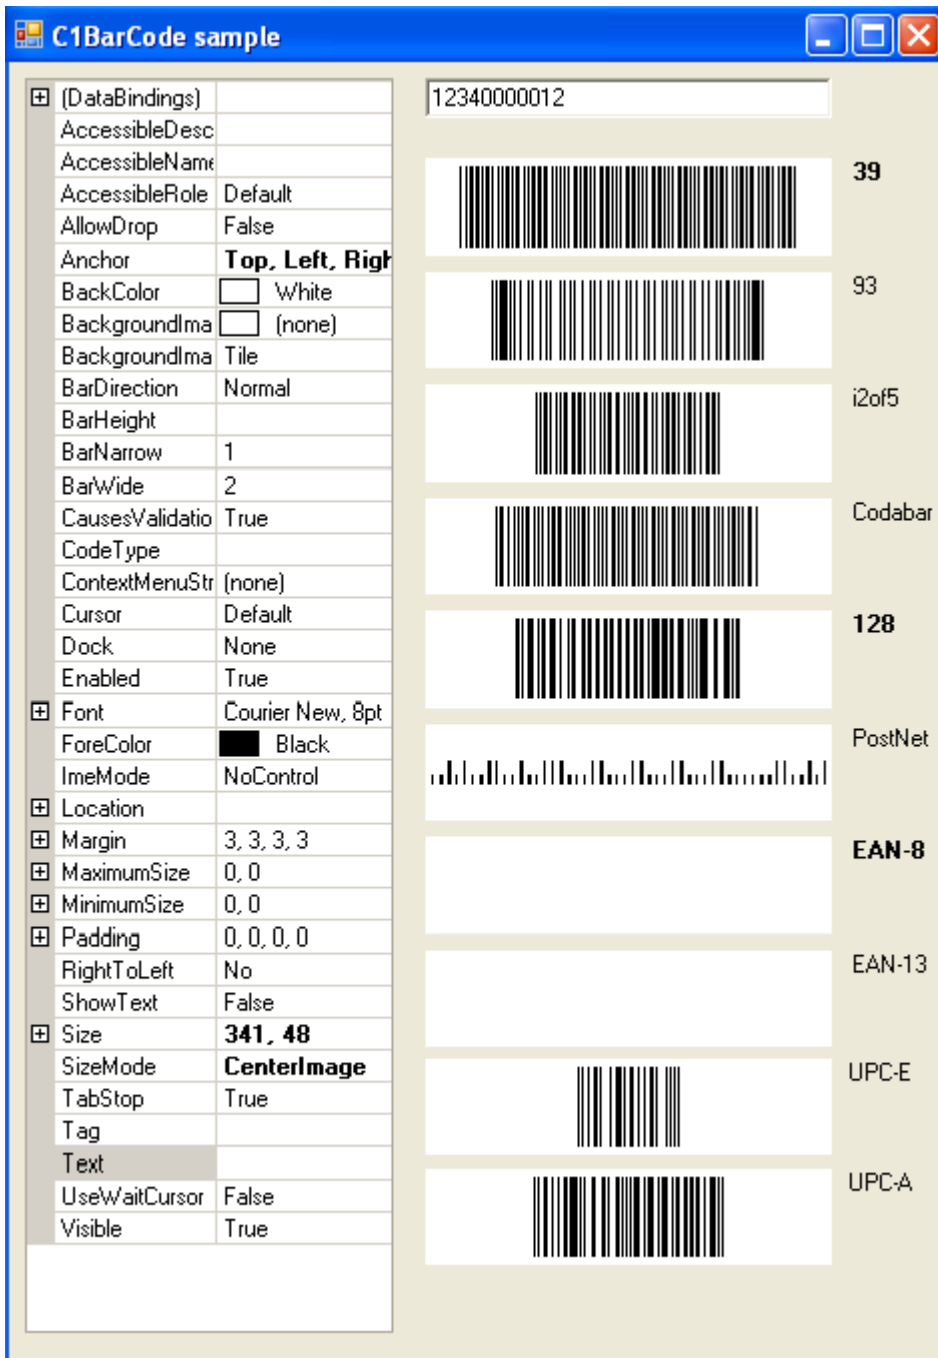 C1BarCode sample
(DataBindings)
AccessibleDesc
AccessibleName
AccessibleRole Default
AllowDrop False
Anchor Top, Left, Righ
BackColor White
BackgroundIma (none)
BackgroundIma Tile
BarDirection Normal
BarHeight
BarNarrow 1
BarWide 2
CausesValidatio True
CodeType
ContextMenuStr (none)
Cursor Default
Dock None
Enabled True
Font Courier New, 8pt
ForeColor Black
ImeMode NoControl
Location
Margin 3, 3, 3, 3
MaximumSize 0, 0
MinimumSize 0, 0
Padding 0, 0, 0, 0
RightToLeft No
ShowText False
Size 341, 48
SizeMode CenterImage
TabStop True
Tag
Text
UseWaitCursor False
Visible True
12340000012
39
93
i2of5
Codabar
128
PostNet
EAN-8
EAN-13
UPC-E
UPC-A